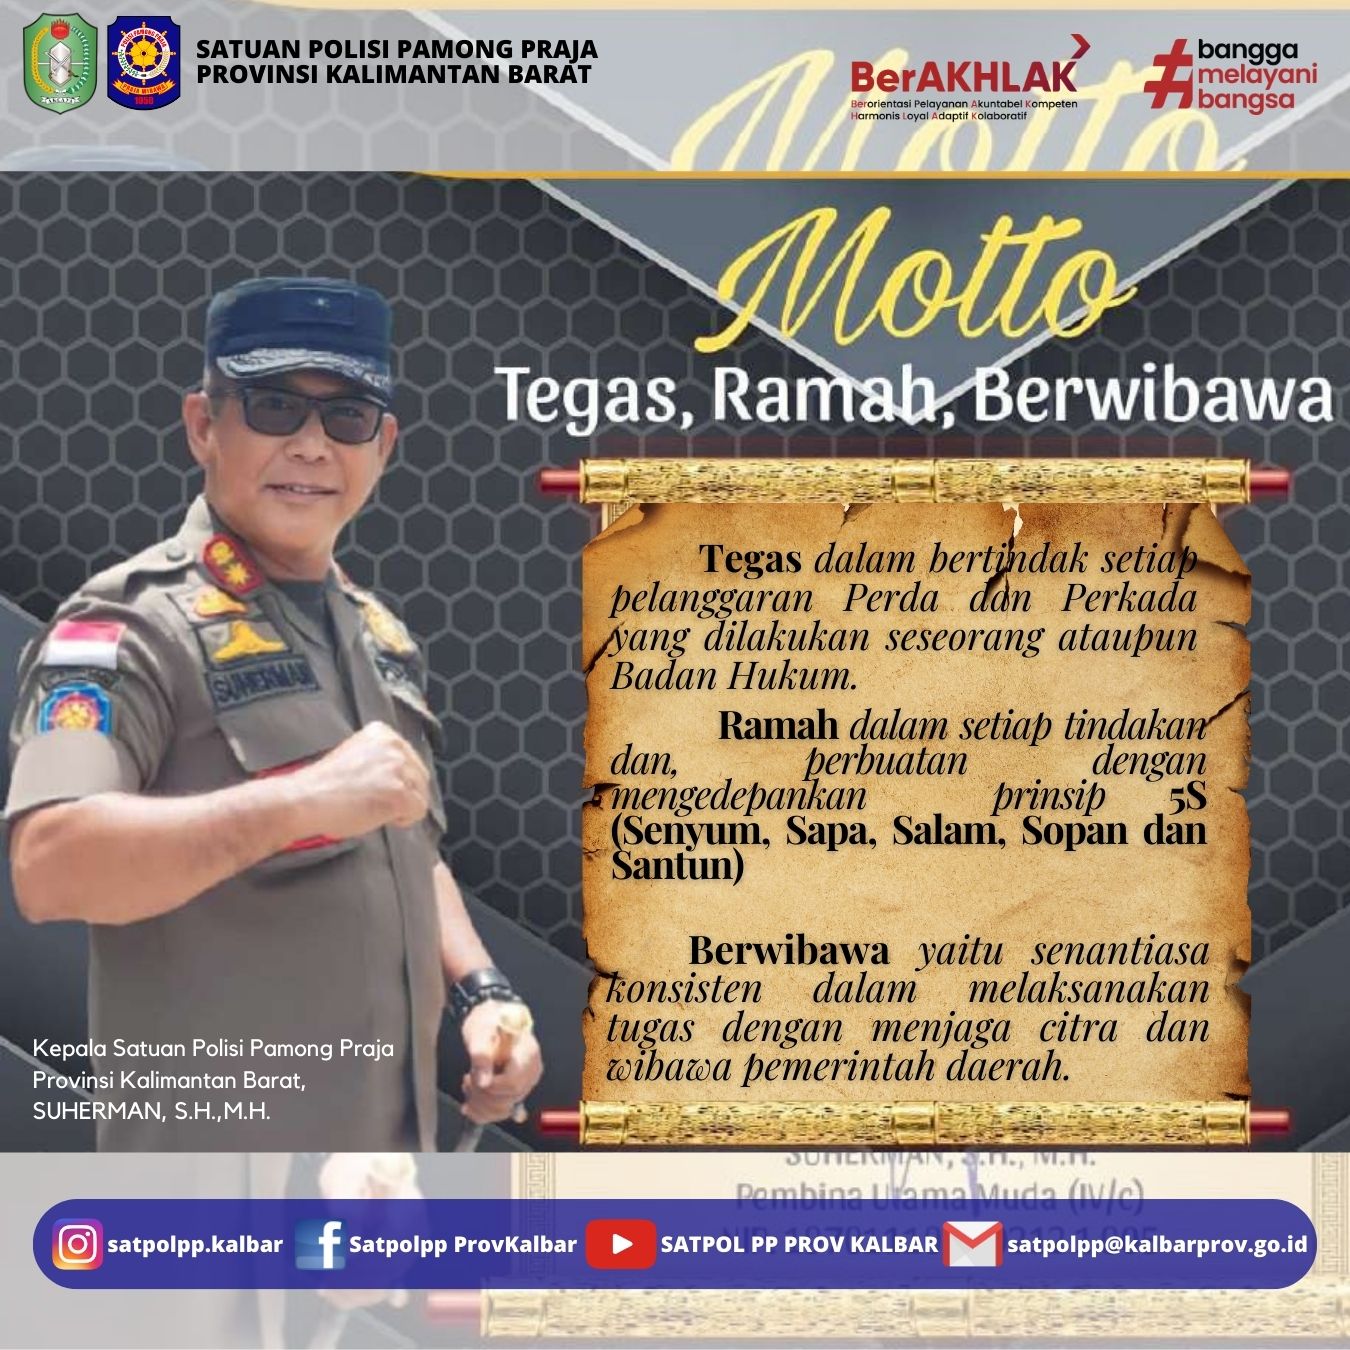 SATUAN POLISI PAMONG PRAJA
PROVINSI KALIMANTAN BARAT
BerAKHLAK
Berorientasi Pelayanan Akuntabel Kompeten
Harmonis Loyal Adaptif Kolaboratif
#bangga
melayani
bangsa
Motto
Motto
Tegas, Ramah, Berwibawa
Tegas dalam bertindak setiap
pelanggaran Perda dan Perkada
yang dilakukan seseorang ataupun
Badan Hukum.
Ramah dalam setiap tindakan
dan, perbuatan dengan
mengedepankan prinsip 5S
(Senyum, Sapa, Salam, Sopan dan
Santun)
Berwibawa yaitu senantiasa
konsisten dalam melaksanakan
tugas dengan menjaga citra dan
wibawa pemerintah daerah.
SUHERMAN
Kepala Satuan Polisi Pamong Praja
Provinsi Kalimantan Barat,
SUHERMAN, S.H.,M.H.
SUHERMAN, S.H., M.H.
Pembina Utama Muda (IV/c)
satpolpp.kalbar
Satpolpp ProvKalbar
SATPOL PP PROV KALBAR
satpolpp@kalbarprov.go.id